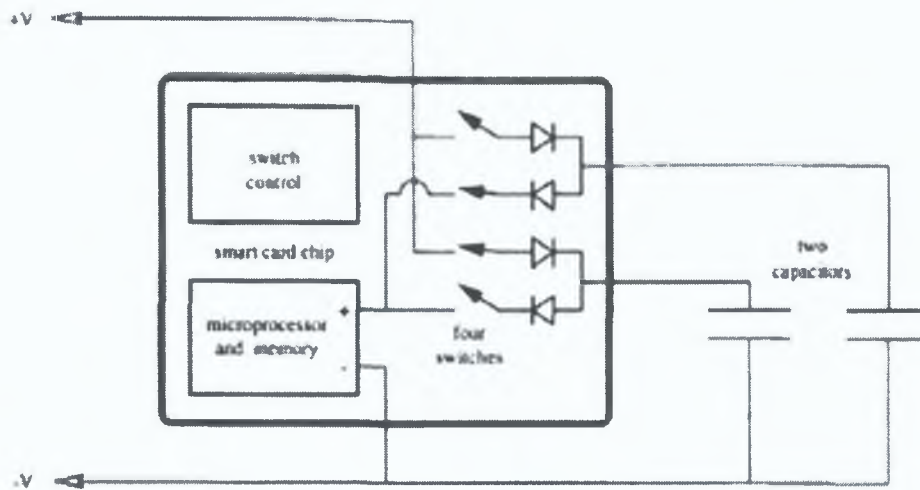 +V
switch
control
smart card chip
microprocessor
and memory
+
-
four
switches
two
capacitors
-V